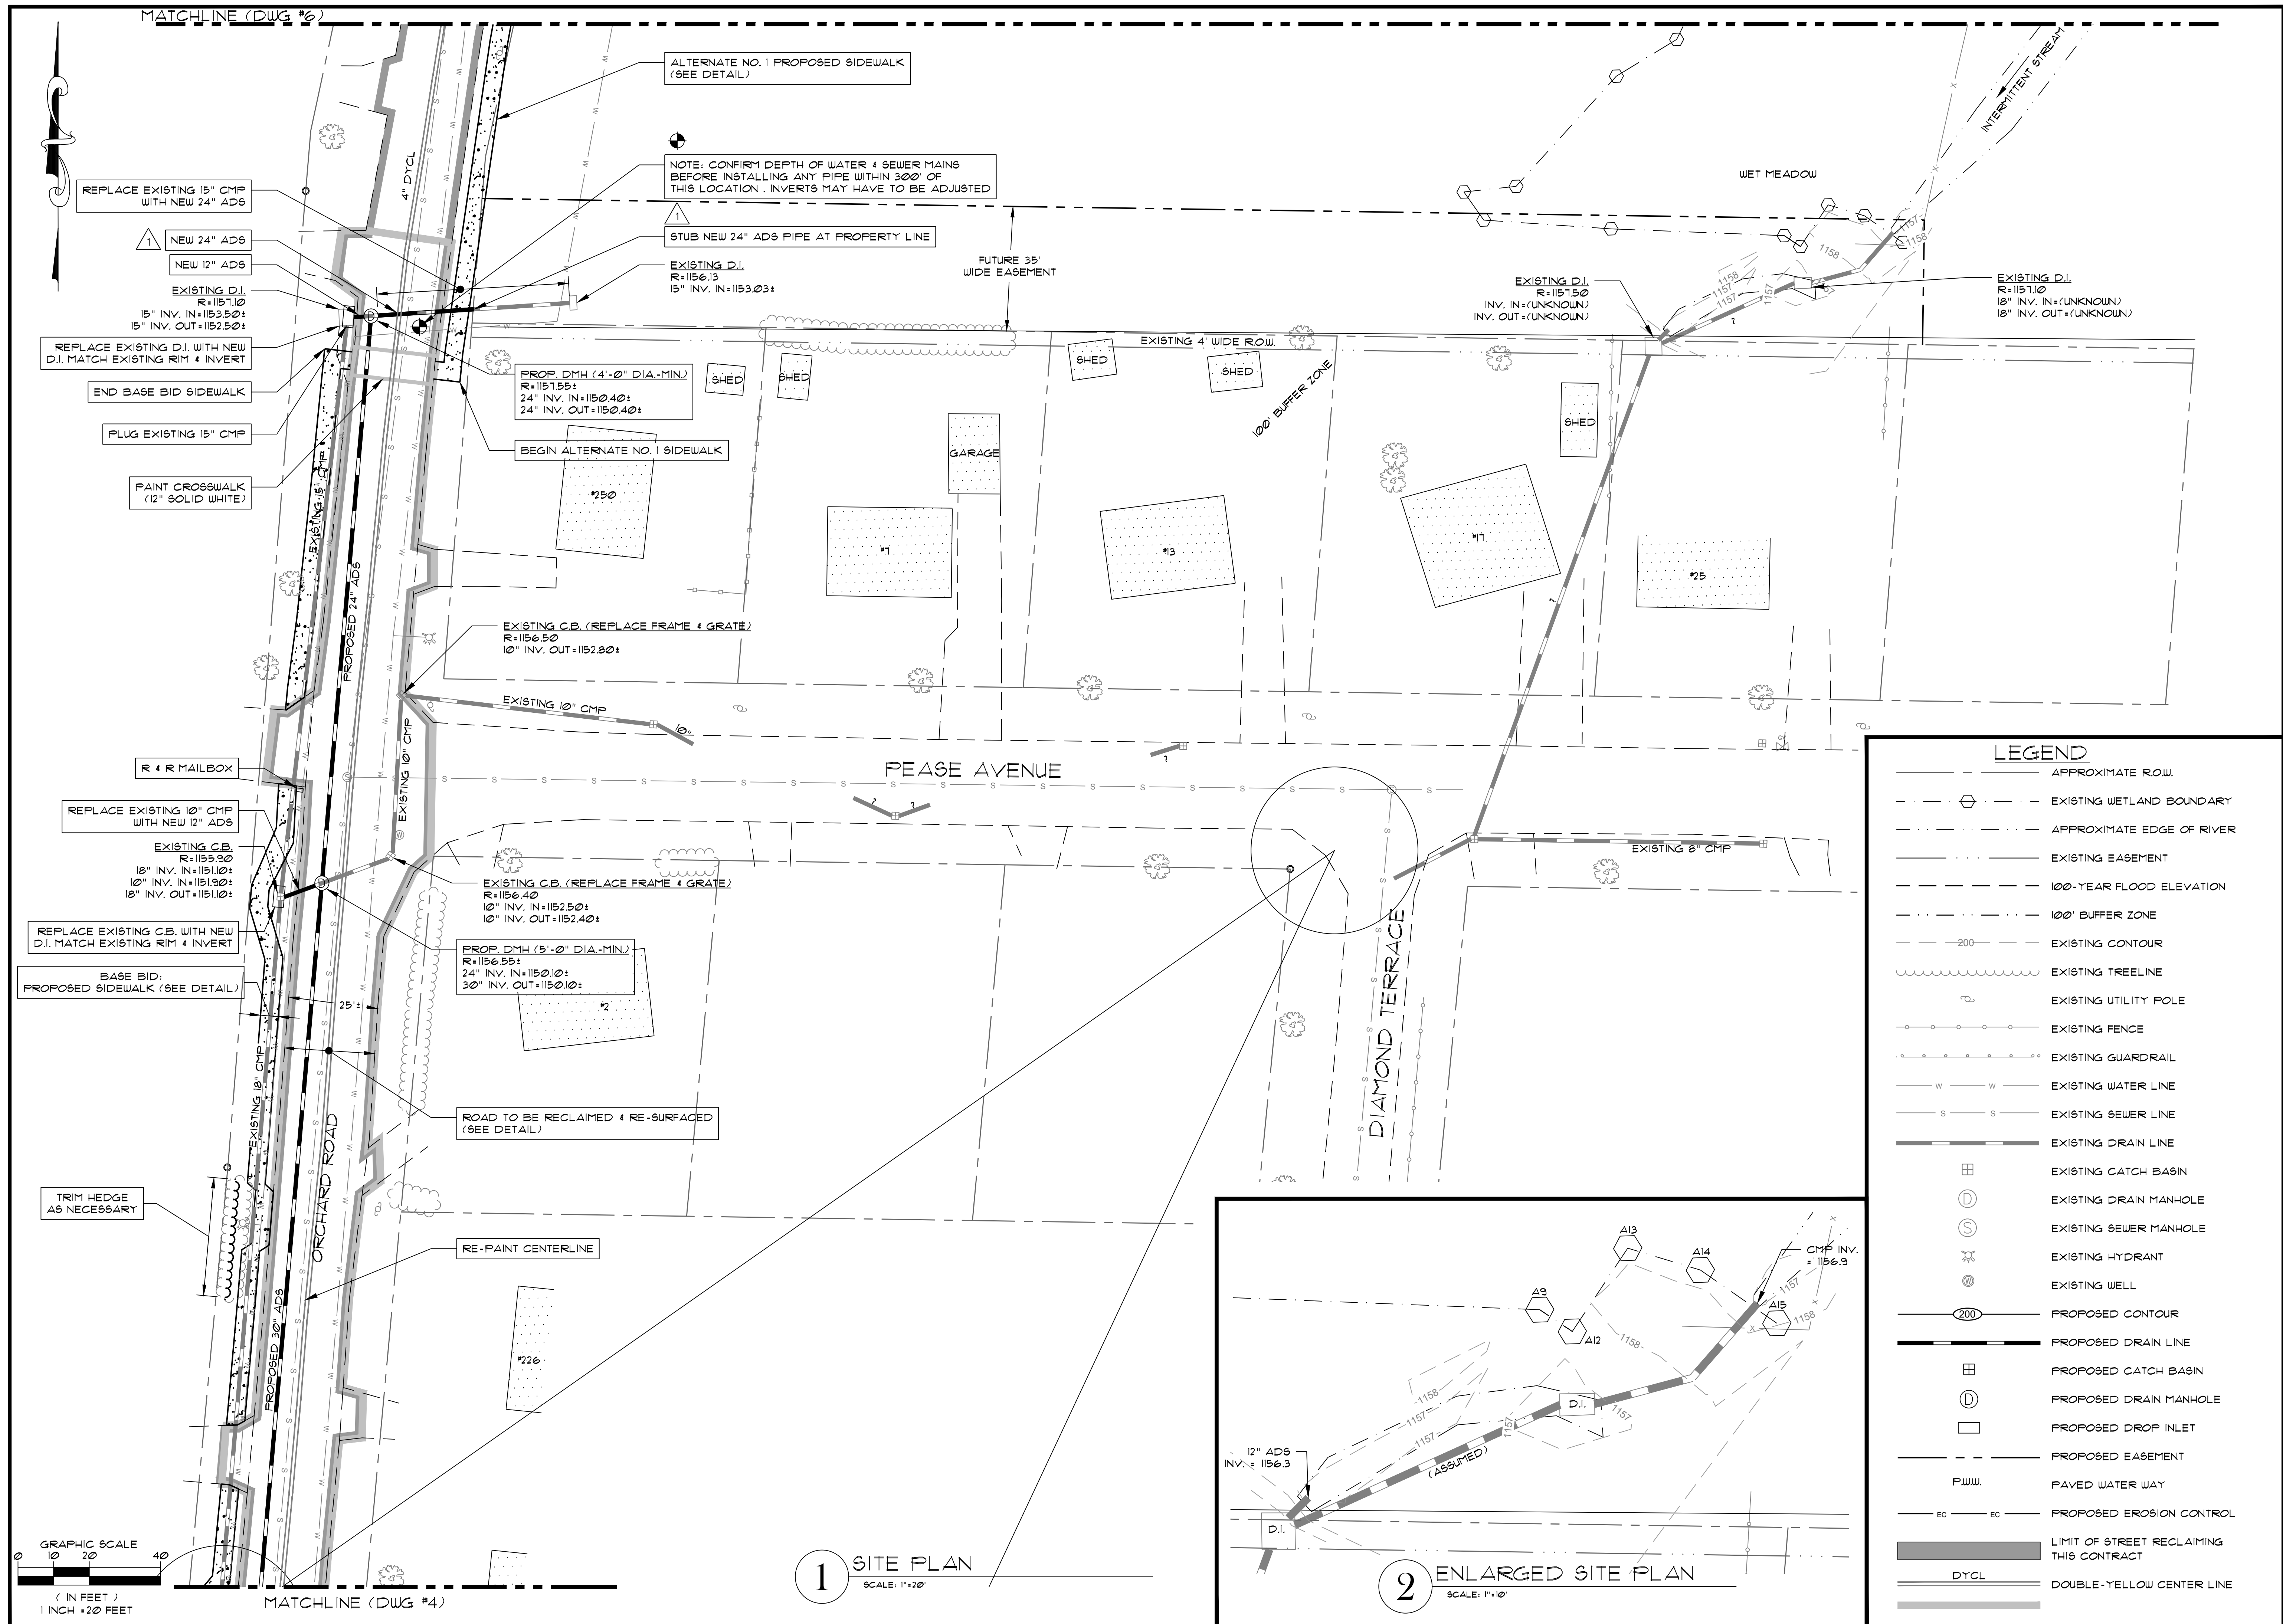 MATCHLINE (DWG #6)
ALTERNATE NO. 1 PROPOSED SIDEWALK
(SEE DETAIL)
4" DYCL
NOTE: CONFIRM DEPTH OF WATER & SEWER MAINS
BEFORE INSTALLING ANY PIPE WITHIN 300' OF
THIS LOCATION . INVERTS MAY HAVE TO BE ADJUSTED
REPLACE EXISTING 15" CMP
WITH NEW 24" ADS
1
NEW 24" ADS
NEW 12" ADS
EXISTING D.I.
R=1157.10
15" INV. IN=1153.50±
15" INV. OUT=1152.50±
REPLACE EXISTING D.I. WITH NEW
D.I. MATCH EXISTING RIM & INVERT
END BASE BID SIDEWALK
PLUG EXISTING 15" CMP
PAINT CROSSWALK
(12" SOLID WHITE)
1
STUB NEW 24" ADS PIPE AT PROPERTY LINE
EXISTING D.I.
R=1156.13
15" INV. IN=1153.03±
PROP. DMH (4'-0" DIA.-MIN.)
R=1157.55±
24" INV. IN=1150.40±
24" INV. OUT=1150.40±
BEGIN ALTERNATE NO. 1 SIDEWALK
FUTURE 35'
WIDE EASEMENT
WET MEADOW
INTERMITTENT STREAM
EXISTING D.I.
R=1157.50
INV. IN=(UNKNOWN)
INV. OUT=(UNKNOWN)
EXISTING D.I.
R=1157.10
18" INV. IN=(UNKNOWN)
18" INV. OUT=(UNKNOWN)
1157
1158
1158
1158
1157
1157
1157
1157
?
EXISTING 4' WIDE R.O.W.
SHED
SHED
SHED
SHED
SHED
GARAGE
100' BUFFER ZONE
#250
#7
#13
#17
#25
?
EXISTING 15" CMP
PROPOSED 24" ADS
EXISTING C.B. (REPLACE FRAME & GRATE)
R=1156.50
10" INV. OUT=1152.80±
EXISTING 10" CMP
10"
EXISTING 10" CMP
PEASE AVENUE
?
?
?
R & R MAILBOX
REPLACE EXISTING 10" CMP
WITH NEW 12" ADS
EXISTING C.B.
R=1155.90
18" INV. IN=1151.10±
10" INV. IN=1151.90±
18" INV. OUT=1151.10±
REPLACE EXISTING C.B. WITH NEW
D.I. MATCH EXISTING RIM & INVERT
BASE BID:
PROPOSED SIDEWALK (SEE DETAIL)
EXISTING C.B. (REPLACE FRAME & GRATE)
R=1156.40
10" INV. IN=1152.50±
10" INV. OUT=1152.40±
PROP. DMH (5'-0" DIA.-MIN.)
R=1156.55±
24" INV. IN=1150.10±
30" INV. OUT=1150.10±
#2
25'±
EXISTING 8" CMP
DIAMOND TERRACE
EXISTING 18" CMP
ROAD TO BE RECLAIMED & RE-SURFACED
(SEE DETAIL)
ORCHARD ROAD
TRIM HEDGE
AS NECESSARY
RE-PAINT CENTERLINE
PROPOSED 30" ADS
#226
GRAPHIC SCALE
0 10 20 40
( IN FEET )
1 INCH =20 FEET
MATCHLINE (DWG #4)
1
SITE PLAN
SCALE: 1"=20'
A13
A14
A9
A12
A15
CMP INV.
= 1156.9
1157
1158
1158
1158
1157
1157
1157
1157
D.I.
(ASSUMED)
12" ADS
INV. = 1156.3
D.I.
2
ENLARGED SITE PLAN
SCALE: 1"=10'
LEGEND
APPROXIMATE R.O.W.
EXISTING WETLAND BOUNDARY
APPROXIMATE EDGE OF RIVER
EXISTING EASEMENT
100-YEAR FLOOD ELEVATION
100' BUFFER ZONE
200 EXISTING CONTOUR
EXISTING TREELINE
EXISTING UTILITY POLE
EXISTING FENCE
EXISTING GUARDRAIL
W W EXISTING WATER LINE
S S EXISTING SEWER LINE
EXISTING DRAIN LINE
EXISTING CATCH BASIN
D EXISTING DRAIN MANHOLE
S EXISTING SEWER MANHOLE
EXISTING HYDRANT
W EXISTING WELL
200 PROPOSED CONTOUR
PROPOSED DRAIN LINE
PROPOSED CATCH BASIN
D PROPOSED DRAIN MANHOLE
PROPOSED DROP INLET
PROPOSED EASEMENT
P.W.W. PAVED WATER WAY
EC EC PROPOSED EROSION CONTROL
LIMIT OF STREET RECLAIMING
THIS CONTRACT
DYCL DOUBLE-YELLOW CENTER LINE